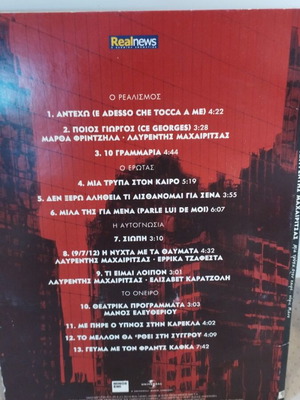 Realnews
Ο ΡΕΑΛΙΣΜΟΣ
1. ΑΝΤΕΧΩ (E ADESSO CHE TOCCA A ME) 4:22
2. ΠΟΙΟΣ ΓΙΩΡΓΟΣ (CE GEORGES) 3:28
ΜΑΡΘΑ ΦΡΙΝΤΖΗΛΑ - ΛΑΥΡΕΝΤΗΣ ΜΑΧΑΙΡΙΤΣΑΣ
3. 10 ΓΡΑΜΜΑΡΙΑ 4:44
Ο ΕΡΩΤΑΣ
4. ΜΙΑ ΤΡΥΠΑ ΣΤΟΝ ΚΑΙΡΟ 5:19
5. ΔΕΝ ΞΕΡΩ ΑΛΗΘΕΙΑ ΤΙ ΑΙΣΘΑΝΟΜΑΙ ΓΙΑ ΣΕΝΑ 3:55
6. ΜΙΛΑ ΤΗΣ ΓΙΑ ΜΕΝΑ (PARLE LUI DE MOI) 6:07
Η ΑΥΤΟΓΝΩΣΙΑ
7. ΣΙΩΠΗ 3:10
8. (9/7/12) Η ΝΥΧΤΑ ΜΕ ΤΑ ΘΑΥΜΑΤΑ 4:32
ΛΑΥΡΕΝΤΗΣ ΜΑΧΑΙΡΙΤΣΑΣ - ΕΡΡΙΚΑ ΤΖΑΦΕΣΤΑ
9. ΤΙ ΕΙΜΑΙ ΛΟΙΠΟΝ 3:01
ΛΑΥΡΕΝΤΗΣ ΜΑΧΑΙΡΙΤΣΑΣ - ΕΛΙΣΑΒΕΤ ΚΑΡΑΤΖΟΛΗ
ΤΟ ΟΝΕΙΡΟ
10. ΘΕΑΤΡΙΚΑ ΠΡΟΓΡΑΜΜΑΤΑ 3:03
ΜΑΝΟΣ ΕΛΕΥΘΕΡΙΟΥ
11. ΜΕ ΠΗΡΕ Ο ΥΠΝΟΣ ΣΤΗΝ ΚΑΡΕΚΛΑ 4:02
12. ΤΟ ΜΕΛΛΟΝ ΘΑ 'ΡΘΕΙ ΣΤΗ ΣΥΓΓΡΟΥ 4:29
13. ΓΕΥΜΑ ΜΕ ΤΟΝ ΦΡΑΝΤΣ ΚΑΦΚΑ 7:42
UNIVERSAL